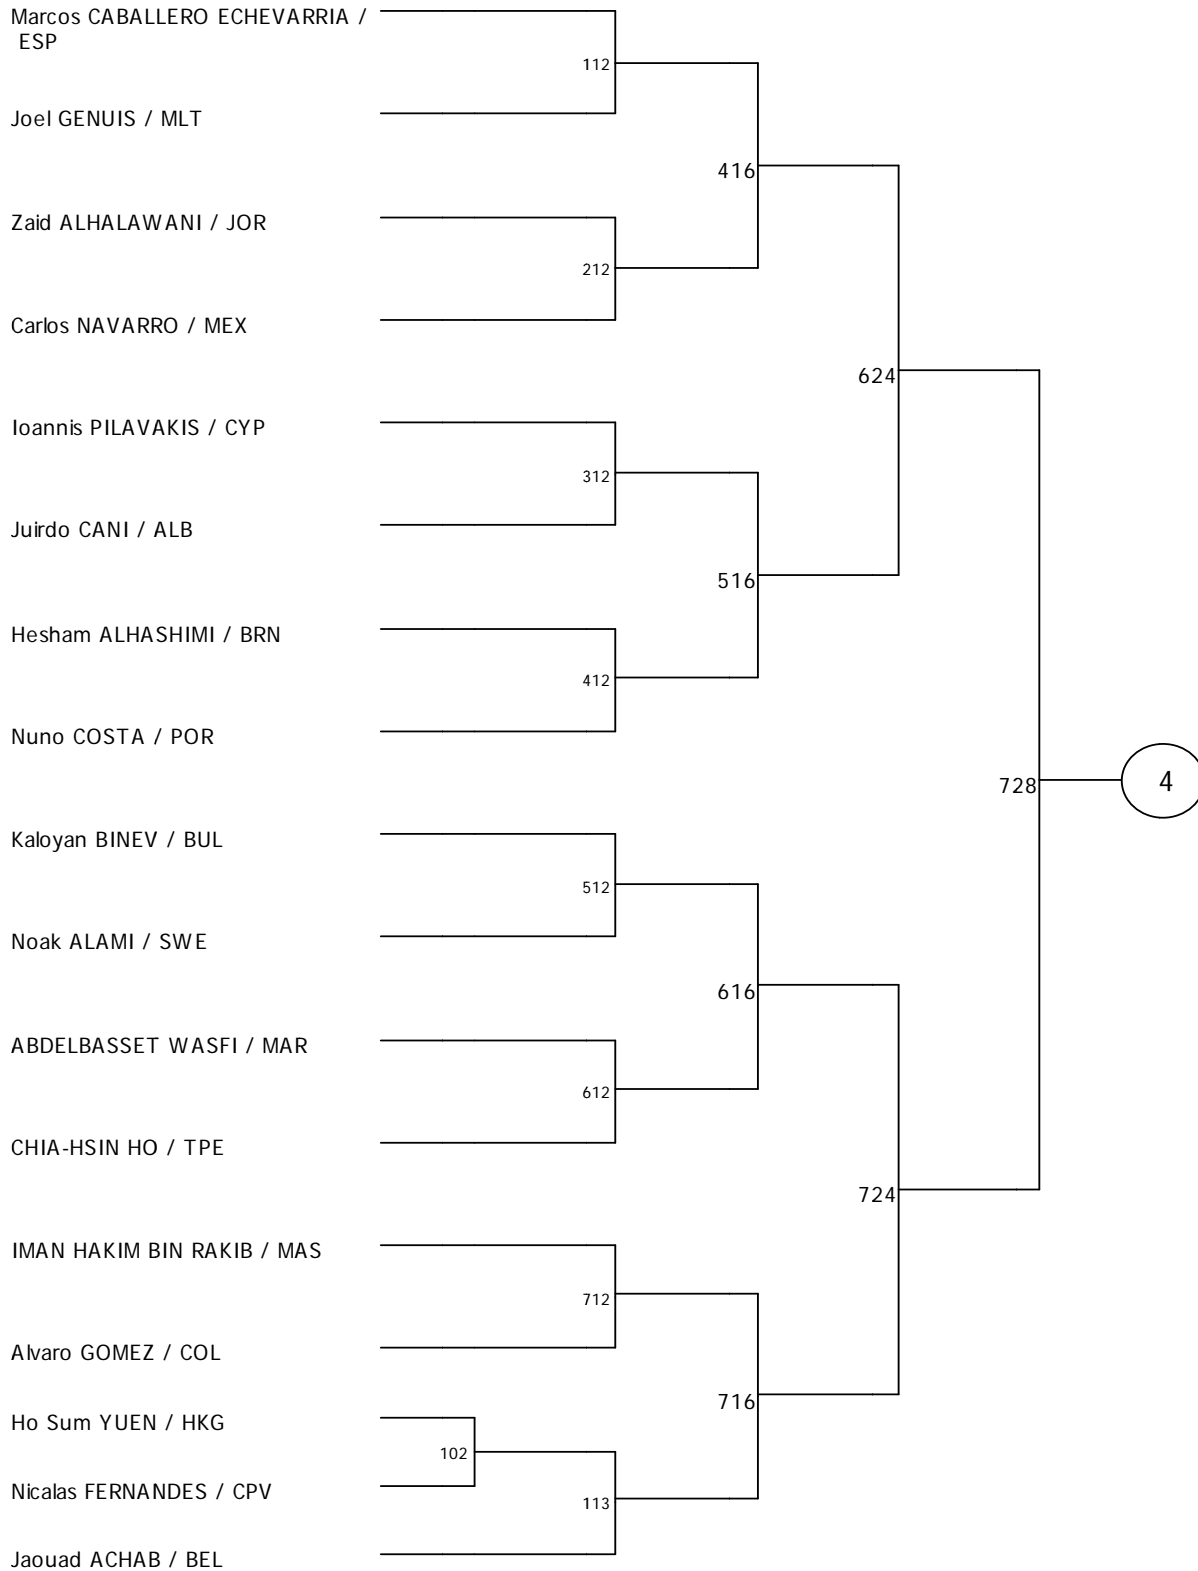 Marcos CABALLERO ECHEVARRIA /
ESP
112
Joel GENUIS / MLT
416
Zaid ALHALAWANI / JOR
212
Carlos NAVARRO / MEX
624
Ioannis PILAVAKIS / CYP
312
Juirdo CANI / ALB
516
Hesham ALHASHIMI / BRN
412
Nuno COSTA / POR
728
4
Kaloyan BINEV / BUL
512
Noak ALAMI / SWE
616
ABDELBASSET WASFI / MAR
612
CHIA-HSIN HO / TPE
724
IMAN HAKIM BIN RAKIB / MAS
712
Alvaro GOMEZ / COL
716
Ho Sum YUEN / HKG
102
Nicalas FERNANDES / CPV
113
Jaouad ACHAB / BEL